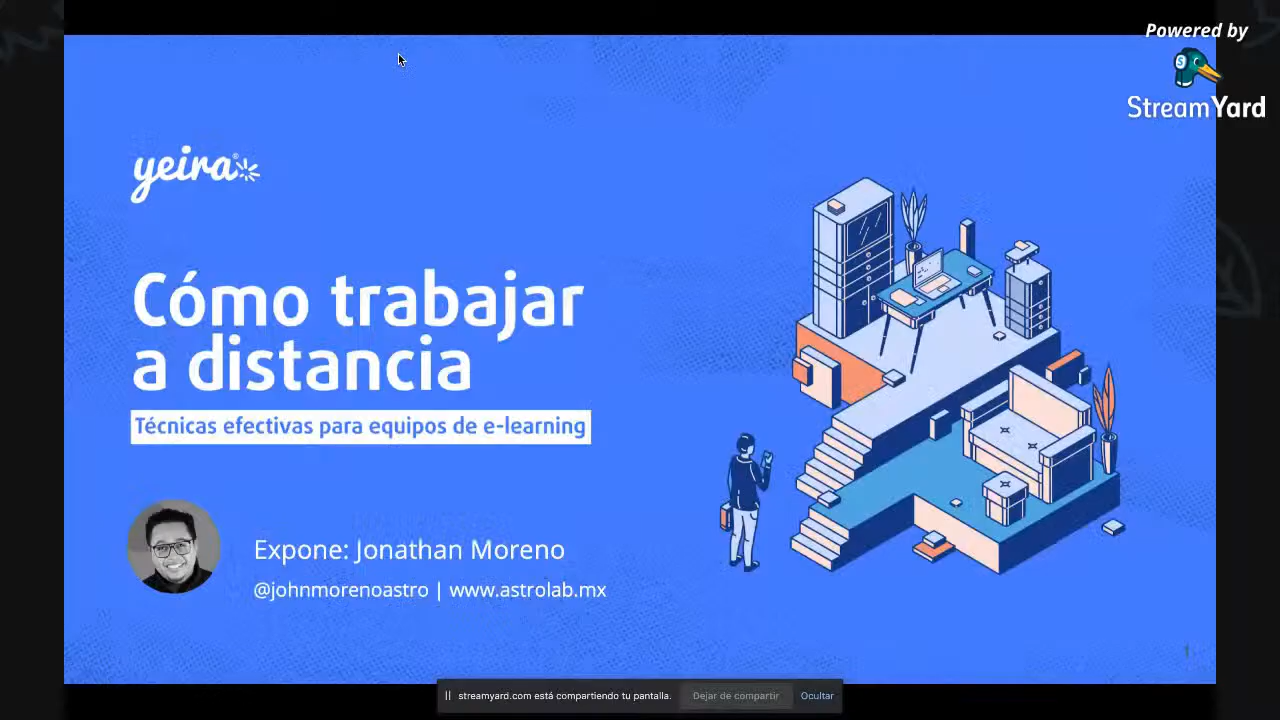 Powered by
StreamYard
yeira®
Cómo trabajar
a distancia
Técnicas efectivas para equipos de e-learning
Expone: Jonathan Moreno
@johnmorenoastro | www.astrolab.mx
1
streamyard.com está compartiendo tu pantalla.
Dejar de compartir
Ocultar